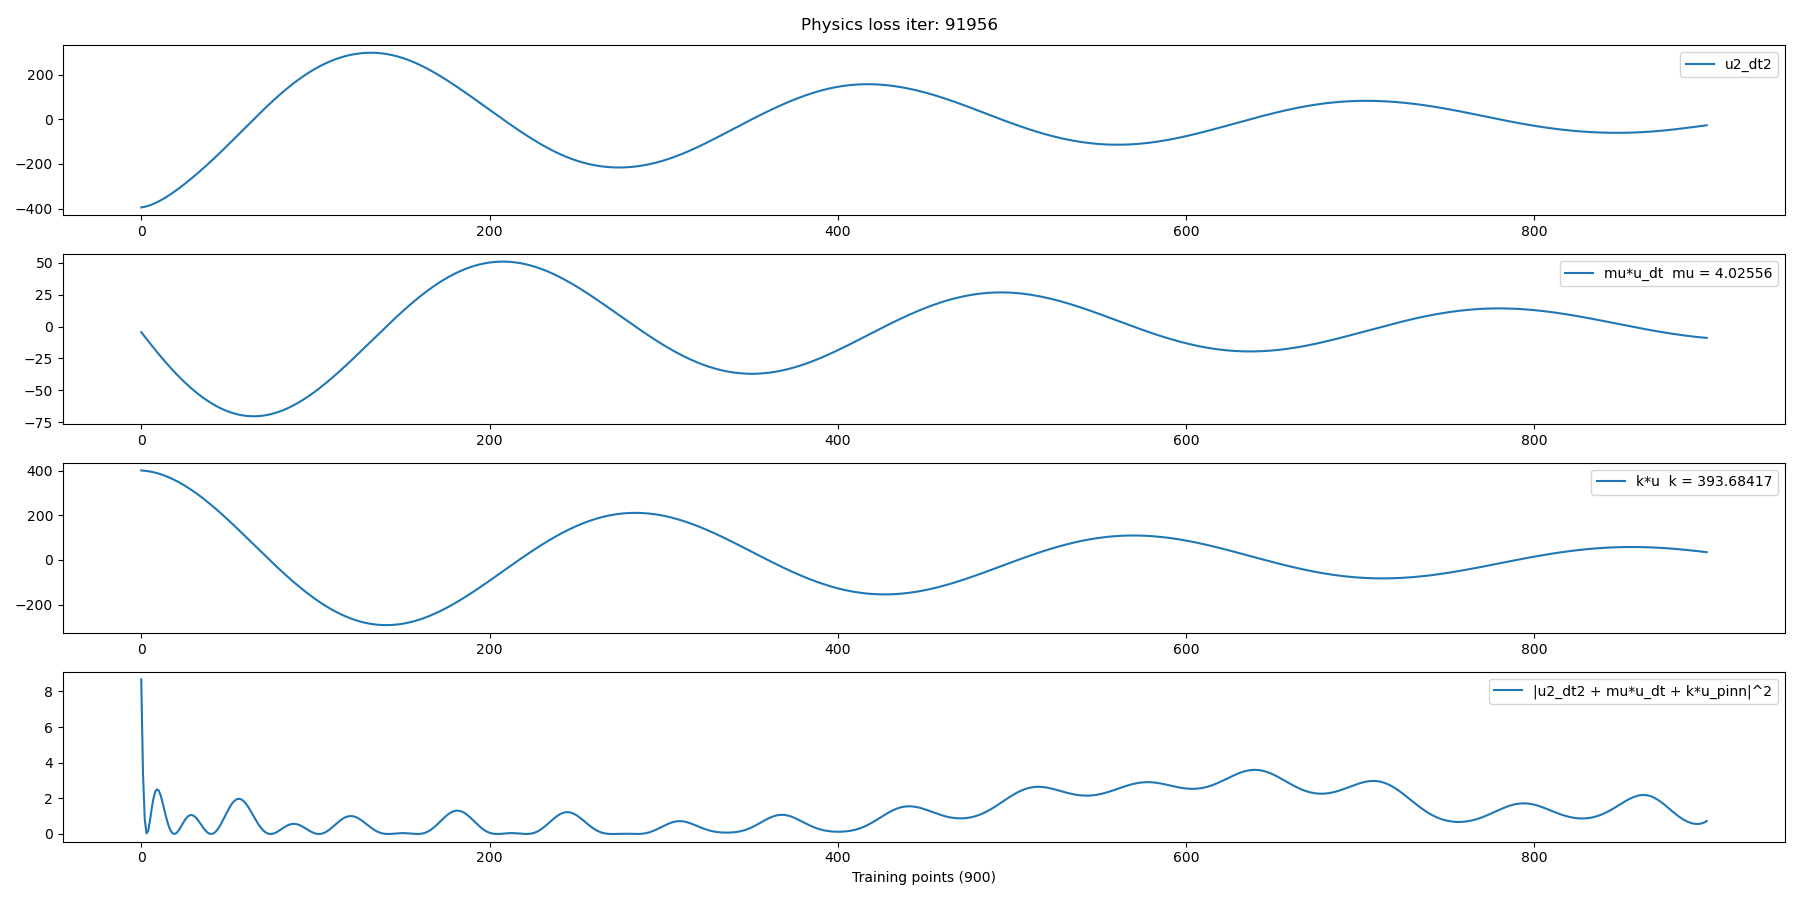 Physics loss iter: 91956
u2_dt2
200
0
−200
−400
0 200 400 600 800
mu*u_dt  mu = 4.02556
50
25
0
−25
−50
−75
0 200 400 600 800
k*u  k = 393.68417
400
200
0
−200
0 200 400 600 800
|u2_dt2 + mu*u_dt + k*u_pinn|^2
8
6
4
2
0
0 200 400 600 800
Training points (900)